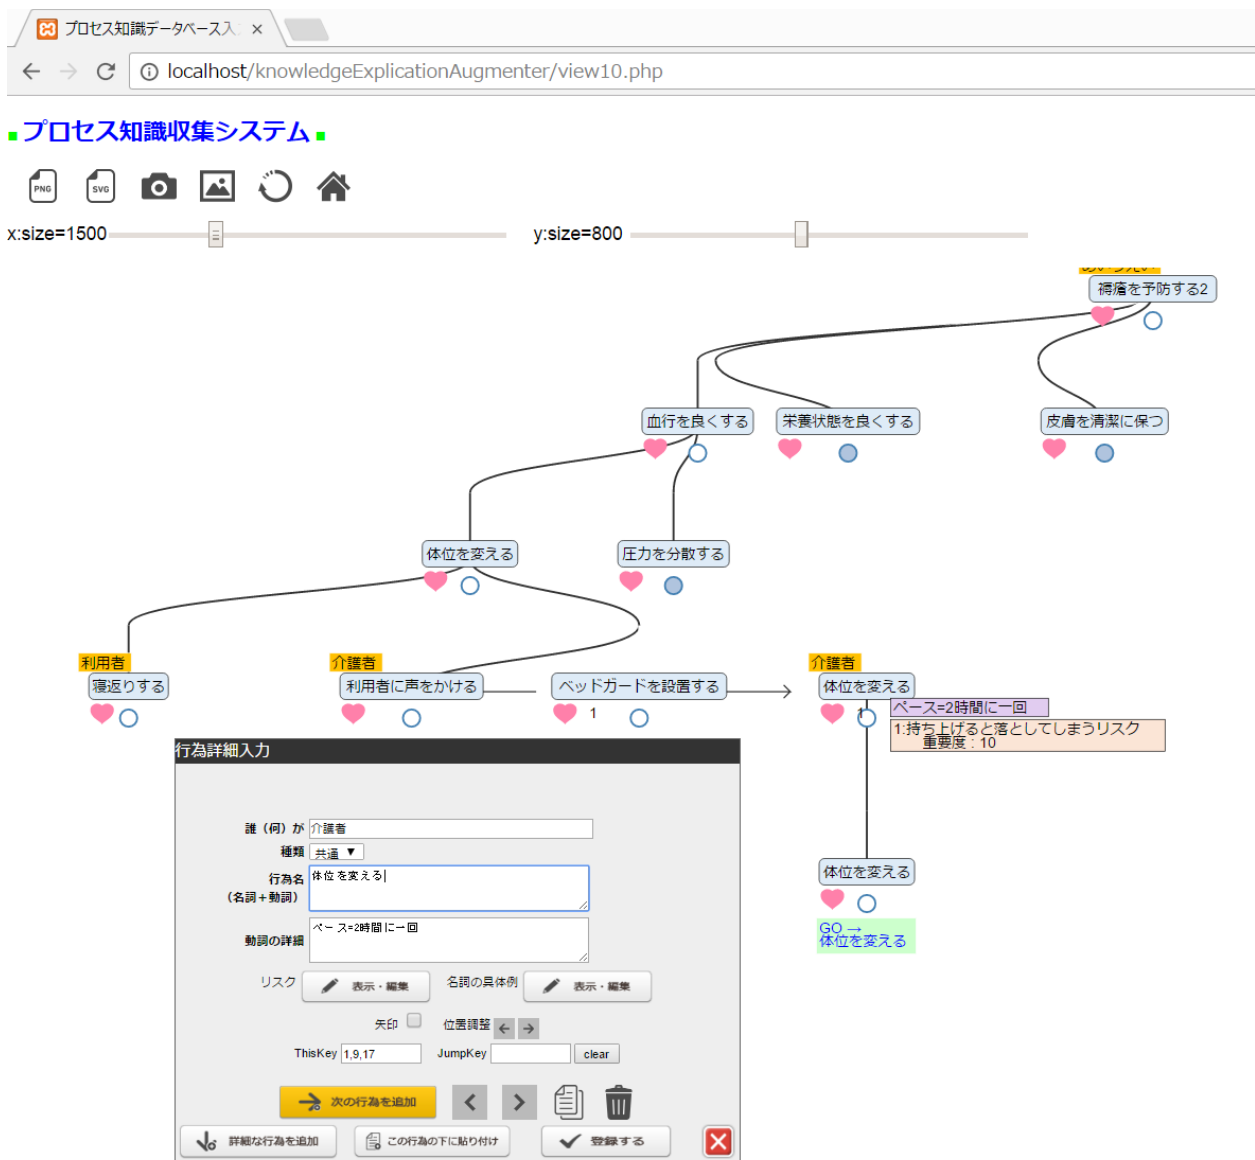 プロセス知識データベース入
localhost/knowledgeExplicationAugmenter/view10.php
プロセス知識収集システム
PNG
SVG
x:size=1500
y:size=800
褥瘡を予防する2
血行を良くする
栄養状態を良くする
皮膚を清潔に保つ
体位を変える
圧力を分散する
利用者
寝返りする
介護者
利用者に声をかける
ベッドガードを設置する
1
介護者
体位を変える
1
ペース=2時間に一回
1:持ち上げると落としてしまうリスク
重要度 : 10
体位を変える
GO →
体位を変える
行為詳細入力
誰（何）が 介護者
種類 共通 ▼
行為名 体位を変える
（名詞＋動詞）
動詞の詳細 ペース=2時間に一回
リスク 表示・編集 名詞の具体例 表示・編集
矢印 位置調整 ← →
ThisKey 1,9,17 JumpKey clear
次の行為を追加
詳細な行為を追加 この行為の下に貼り付け 登録する